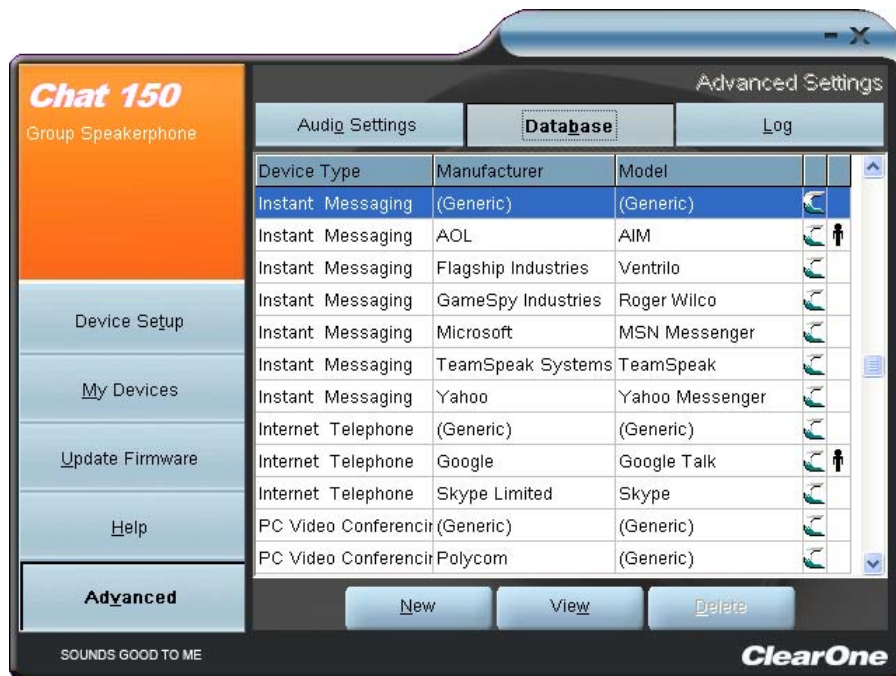 Chat 150
Group Speakerphone
Advanced Settings
Audio Settings
Database
Log
Device Type Manufacturer Model
Instant Messaging (Generic) (Generic)
Instant Messaging AOL AIM
Instant Messaging Flagship Industries Ventrilo
Instant Messaging GameSpy Industries Roger Wilco
Instant Messaging Microsoft MSN Messenger
Instant Messaging TeamSpeak Systems TeamSpeak
Instant Messaging Yahoo Yahoo Messenger
Internet Telephone (Generic) (Generic)
Internet Telephone Google Google Talk
Internet Telephone Skype Limited Skype
PC Video Conferencin (Generic) (Generic)
PC Video Conferencin Polycom (Generic)
Device Setup
My Devices
Update Firmware
Help
Advanced
New
View
Delete
SOUNDS GOOD TO ME
ClearOne